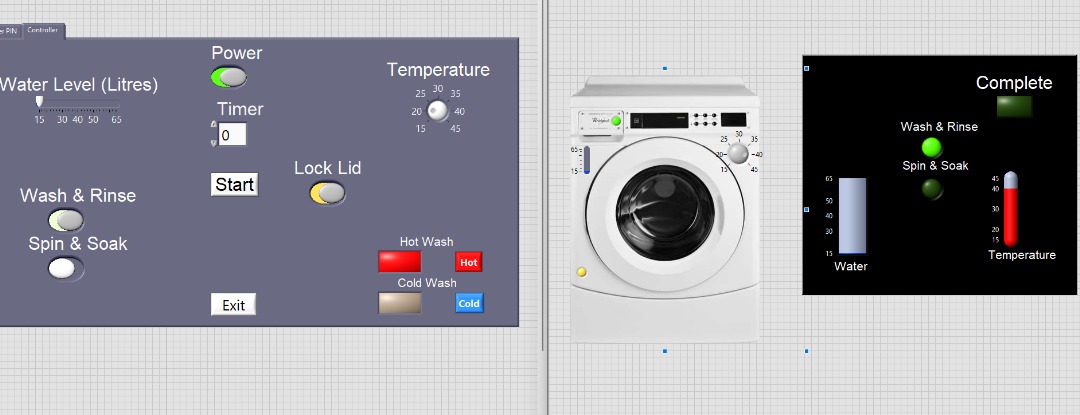 er PIN
Controller
Water Level (Litres)
15 30 40 50 65
Power
Timer
0
Start
Temperature
15 20 25 30 35 40 45
Lock Lid
Wash & Rinse
Spin & Soak
Hot Wash
Hot
Cold Wash
Cold
Exit
Whirlpool
65
15
15 20 25 30 35 40 45
Complete
Wash & Rinse
Spin & Soak
65
50
40
30
15
Water
48
40
30
20
15
Temperature